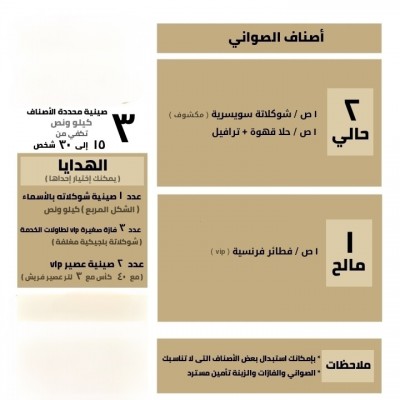 أصناف الصواني
٢
حالي
١ ص / شوكلاتة سويسرية ( مكشوف )
١ ص / حلا قهوة + ترافيل
١
مالح
١ ص / فطائر فرنسية ( vip )
ملاحظات
* بإمكانك استبدال بعض الأصناف التى لا تناسبك
* الصواني والفازات والزينة تأمين مسترد
٣
صينية محددة الأصناف
كيلو ونص
تكفي من
١٥ إلى ٣٠ شخص
الهدايا
( يمكنك إختيار إحداها )
عدد ١ صينية شوكلاته بالأسماء
( الشكل المربع ) كيلو ونص
عدد ٣ فازة صغيرة vip لطاولات الخدمة
( شوكلاتة بلجيكية مغلفة )
عدد ٢ صينية عصير vip
( مع ٤٠ كأس مع ٣ لتر عصير فريش )